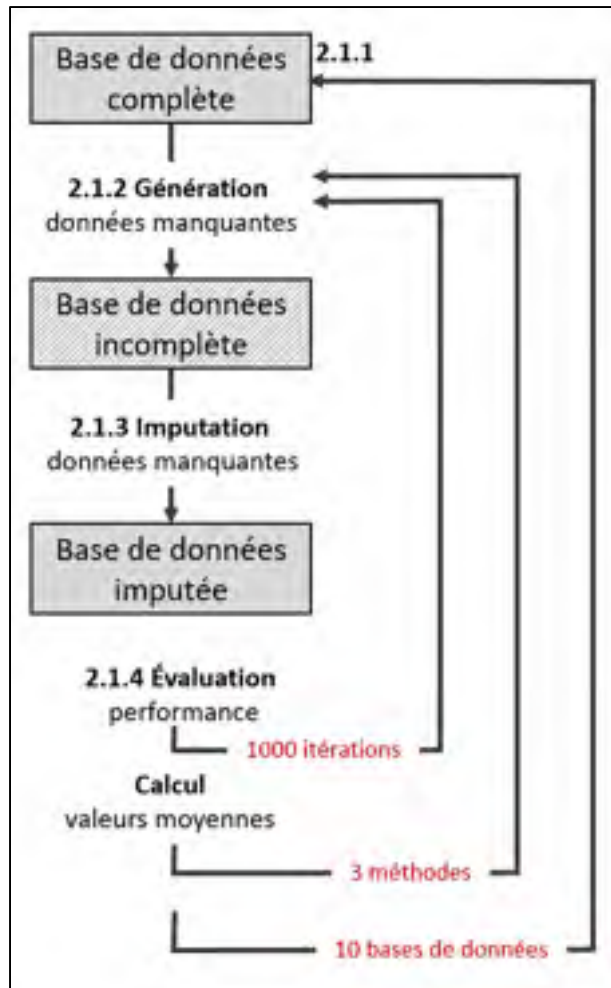 Base de données
complète
2.1.1
2.1.2 Génération
données manquantes
Base de données
incomplète
2.1.3 Imputation
données manquantes
Base de données
imputée
2.1.4 Évaluation
performance
1000 itérations
Calcul
valeurs moyennes
3 méthodes
10 bases de données